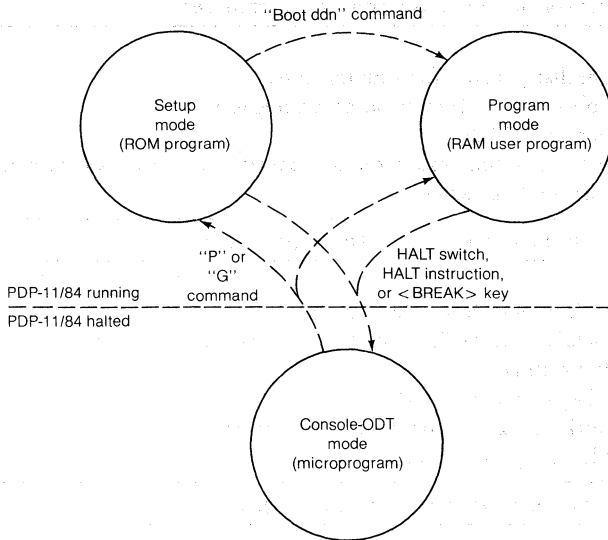 “Boot ddn” command
Setup
mode
(ROM program)
Program
mode
(RAM user program)
“P” or
“G”
command
HALT switch,
HALT instruction,
or <BREAK> key
PDP-11/84 running
PDP-11/84 halted
Console-ODT
mode
(microprogram)